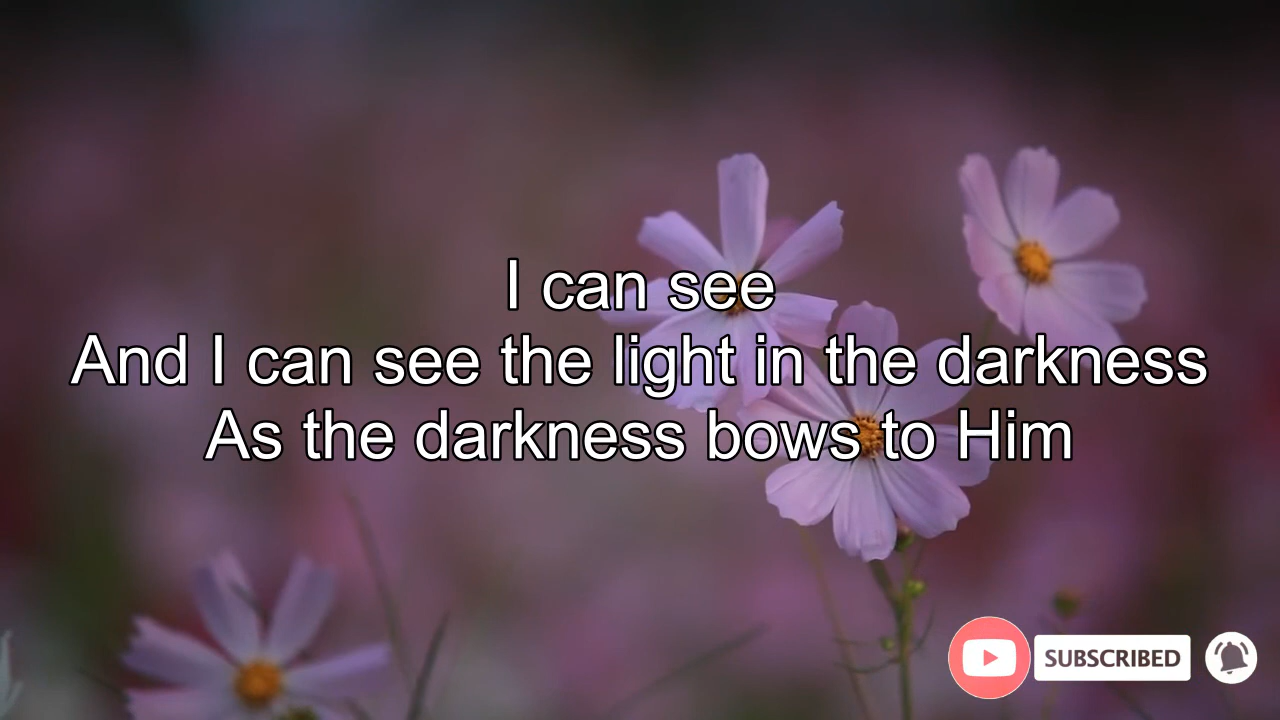 I can see
And I can see the light in the darkness
As the darkness bows to Him
SUBSCRIBED